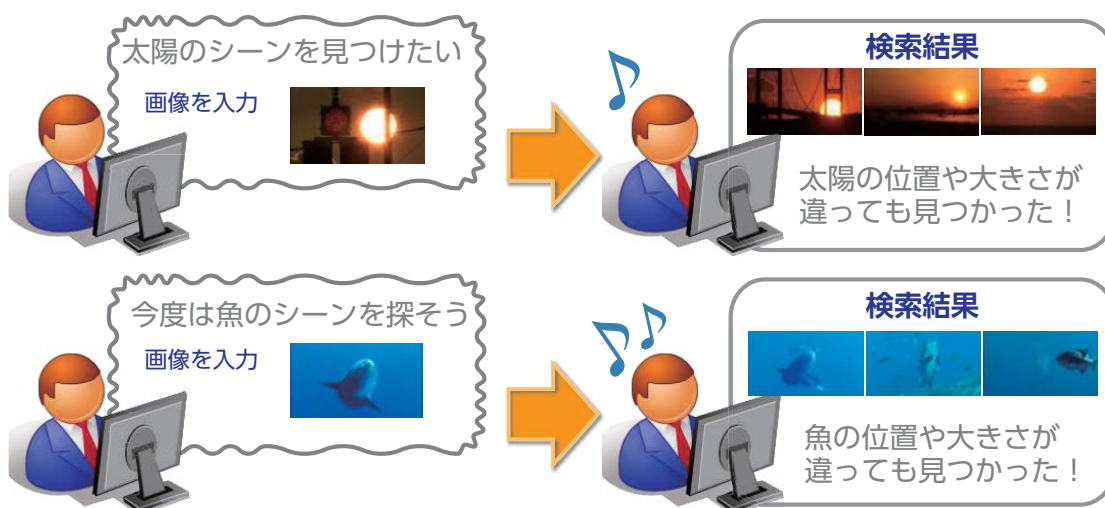 太陽のシーンを見つけたい
画像を入力
検索結果
太陽の位置や大きさが
違っても見つかった！
今度は魚のシーンを探そう
画像を入力
検索結果
魚の位置や大きさが
違っても見つかった！